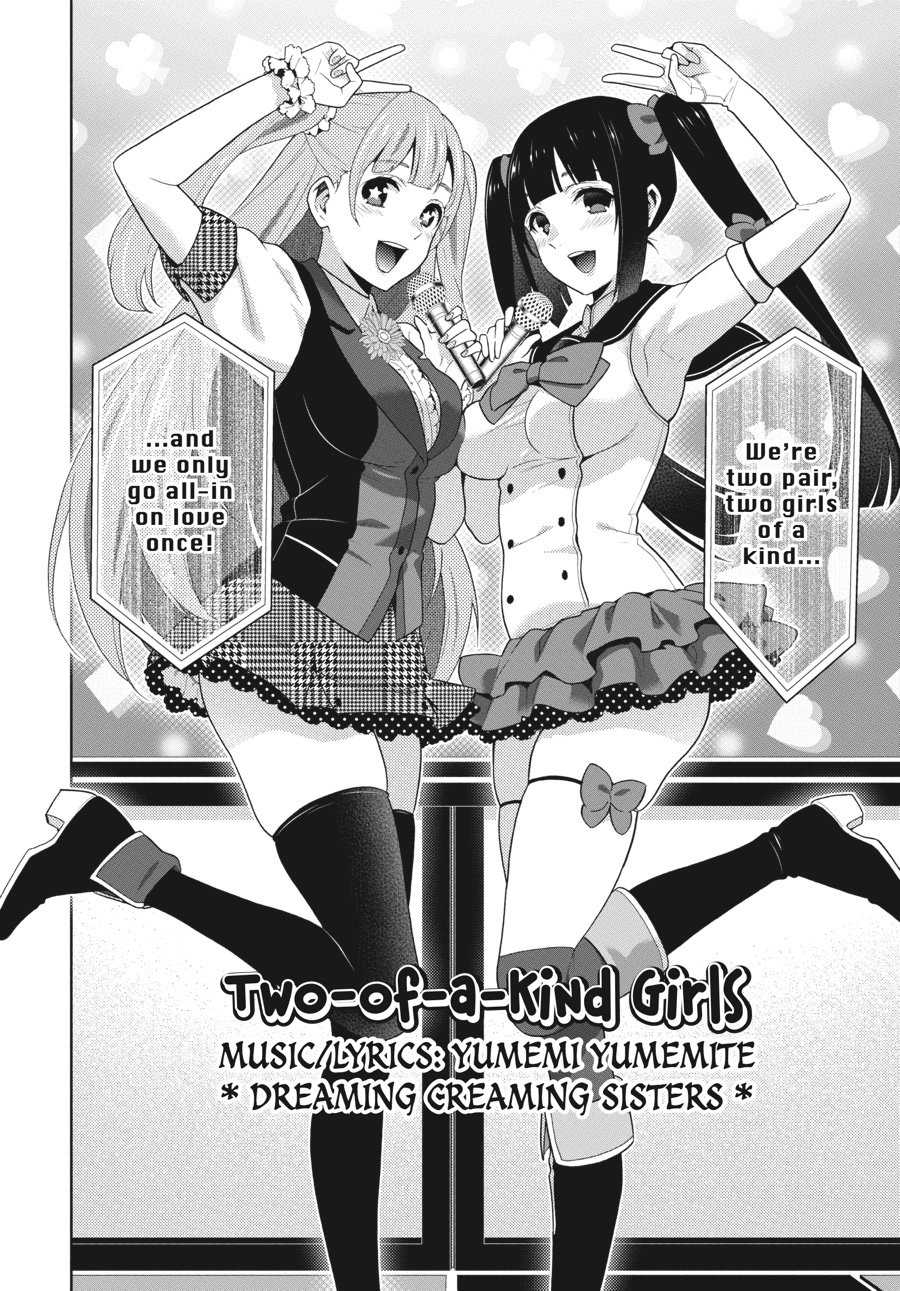 We're
two pair,
two girls
of a
kind...
...and
we only
go all-in
on love
once!
Two-of-a-Kind Girls
MUSIC/LYRICS: YUMEMI YUMEMITE
* DREAMING CREAMING SISTERS *